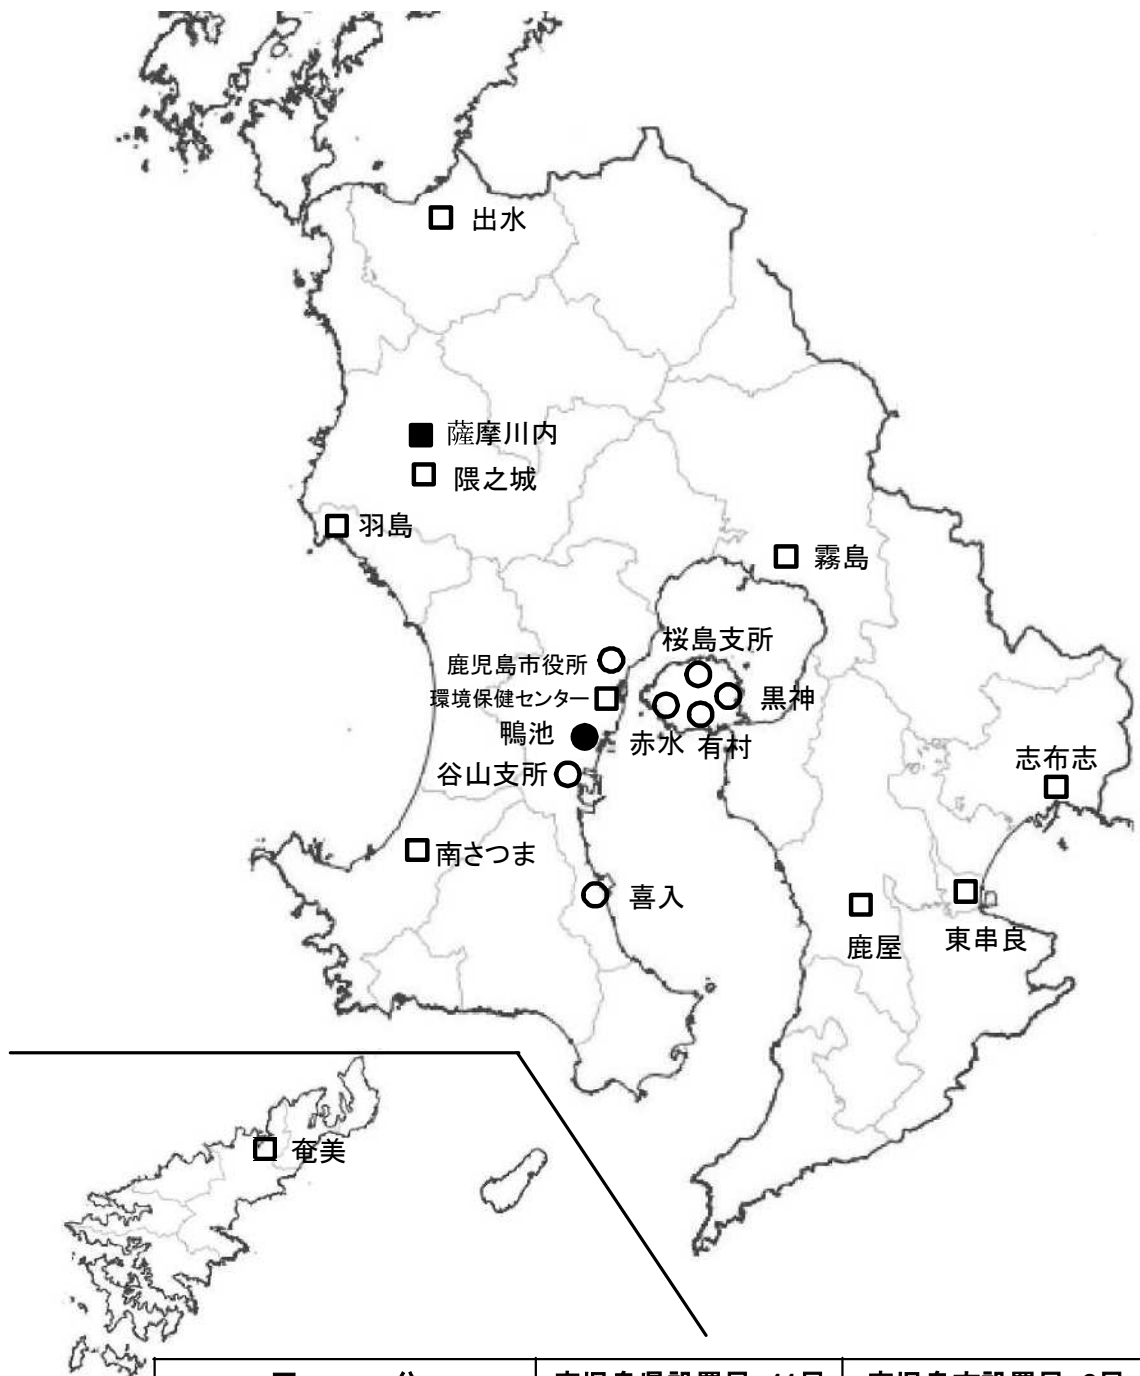 出水
薩摩川内
隈之城
羽島
霧島
桜島支所
鹿児島市役所
環境保健センター
黒神
鴨池
赤水
有村
谷山支所
志布志
南さつま
喜入
鹿屋
東串良
奄美